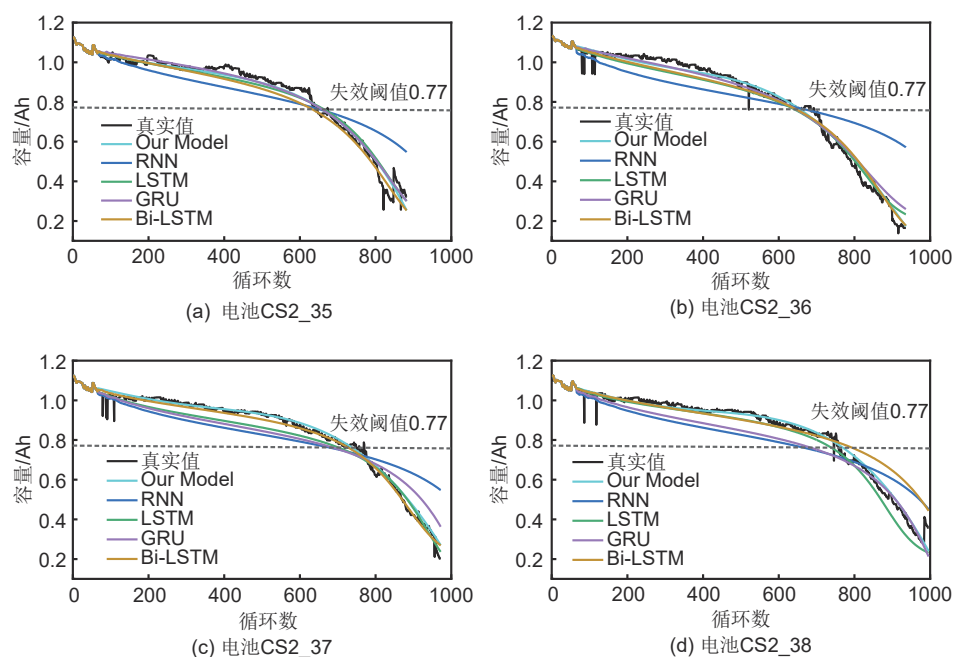 1.2
1.0
0.8
0.6
0.4
0.2
容量/Ah
失效阈值0.77
真实值
Our Model
RNN
LSTM
GRU
Bi-LSTM
0 200 400 600 800 1000
循环数
(a) 电池CS2_35
1.2
1.0
0.8
0.6
0.4
0.2
容量/Ah
失效阈值0.77
真实值
Our Model
RNN
LSTM
GRU
Bi-LSTM
0 200 400 600 800 1000
循环数
(b) 电池CS2_36
1.2
1.0
0.8
0.6
0.4
0.2
容量/Ah
失效阈值0.77
真实值
Our Model
RNN
LSTM
GRU
Bi-LSTM
0 200 400 600 800 1000
循环数
(c) 电池CS2_37
1.2
1.0
0.8
0.6
0.4
0.2
容量/Ah
失效阈值0.77
真实值
Our Model
RNN
LSTM
GRU
Bi-LSTM
0 200 400 600 800 1000
循环数
(d) 电池CS2_38